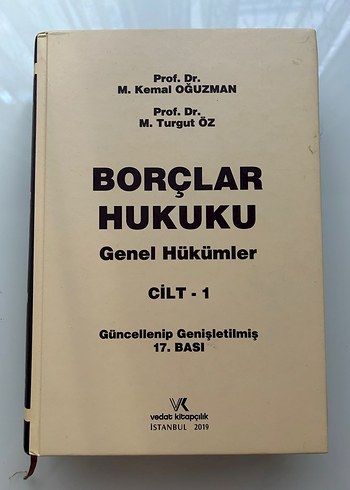 Prof. Dr.
M. Kemal OĞUZMAN
Prof. Dr.
M. Turgut ÖZ
BORÇLAR
HUKUKU
Genel Hükümler
CİLT - 1
Güncellenip Genişletilmiş
17. BASI
VK
vedat kitapçılık
İSTANBUL 2019